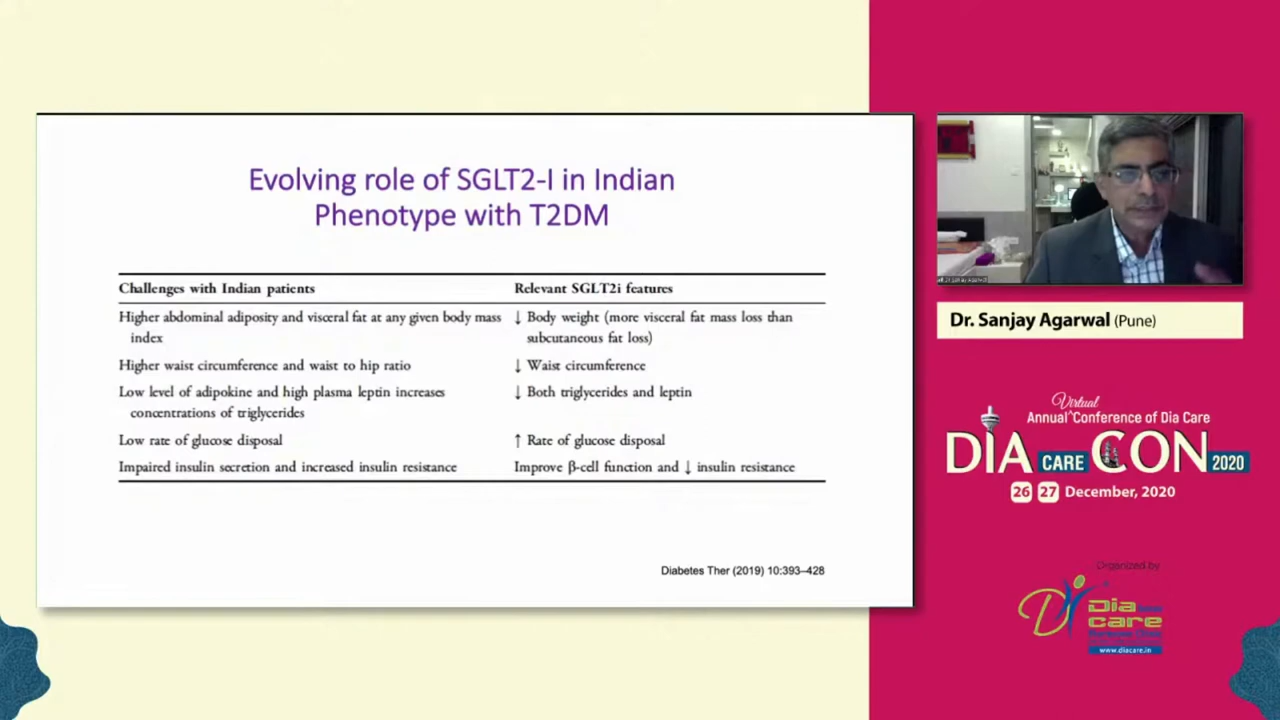 Evolving role of SGLT2-I in Indian
Phenotype with T2DM
Challenges with Indian patients
Relevant SGLT2i features
Higher abdominal adiposity and visceral fat at any given body mass
index
↓ Body weight (more visceral fat mass loss than
subcutaneous fat loss)
Higher waist circumference and waist to hip ratio
↓ Waist circumference
Low level of adipokine and high plasma leptin increases
concentrations of triglycerides
↓ Both triglycerides and leptin
Low rate of glucose disposal
↑ Rate of glucose disposal
Impaired insulin secretion and increased insulin resistance
Improve β-cell function and ↓ insulin resistance
Diabetes Ther (2019) 10:393–428
Dr. Sanjay Agarwal (Pune)
Virtual
Annual^Conference of Dia Care
DIA CARE CON 2020
26 27 December, 2020
Organized by
Dia
care
www.diacare.in